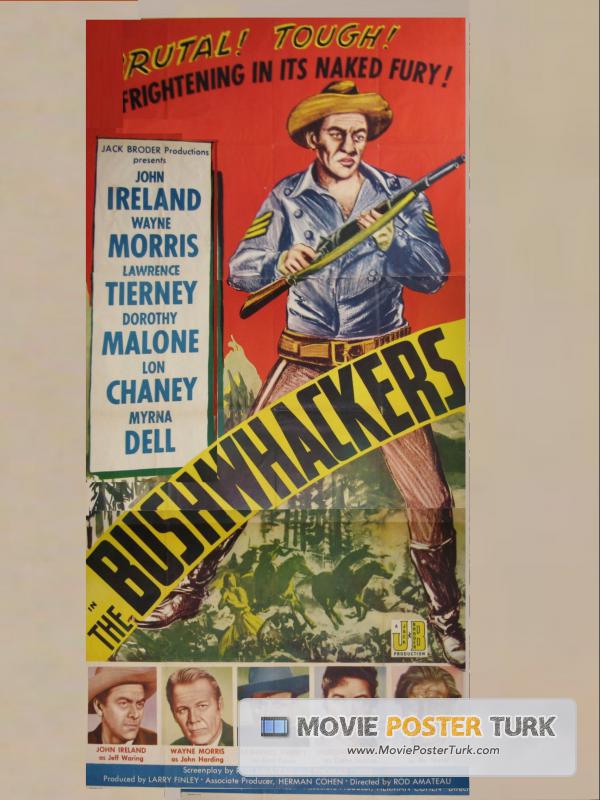 BRUTAL! TOUGH!
FRIGHTENING IN ITS NAKED FURY!
JACK BRODER Productions
presents
JOHN
IRELAND
WAYNE
MORRIS
LAWRENCE
TIERNEY
DOROTHY
MALONE
LON
CHANEY
MYRNA
DELL
IN
THE BUSHWHACKERS
A
JB
PRODUCTION
JOHN IRELAND
as Jeff Waring
WAYNE MORRIS
as John Harding
MOVIE POSTER TURK
www.MoviePosterTurk.com
Screenplay by
Produced by LARRY FINLEY • Associate Producer, HERMAN COHEN • Directed by ROD AMATEAU